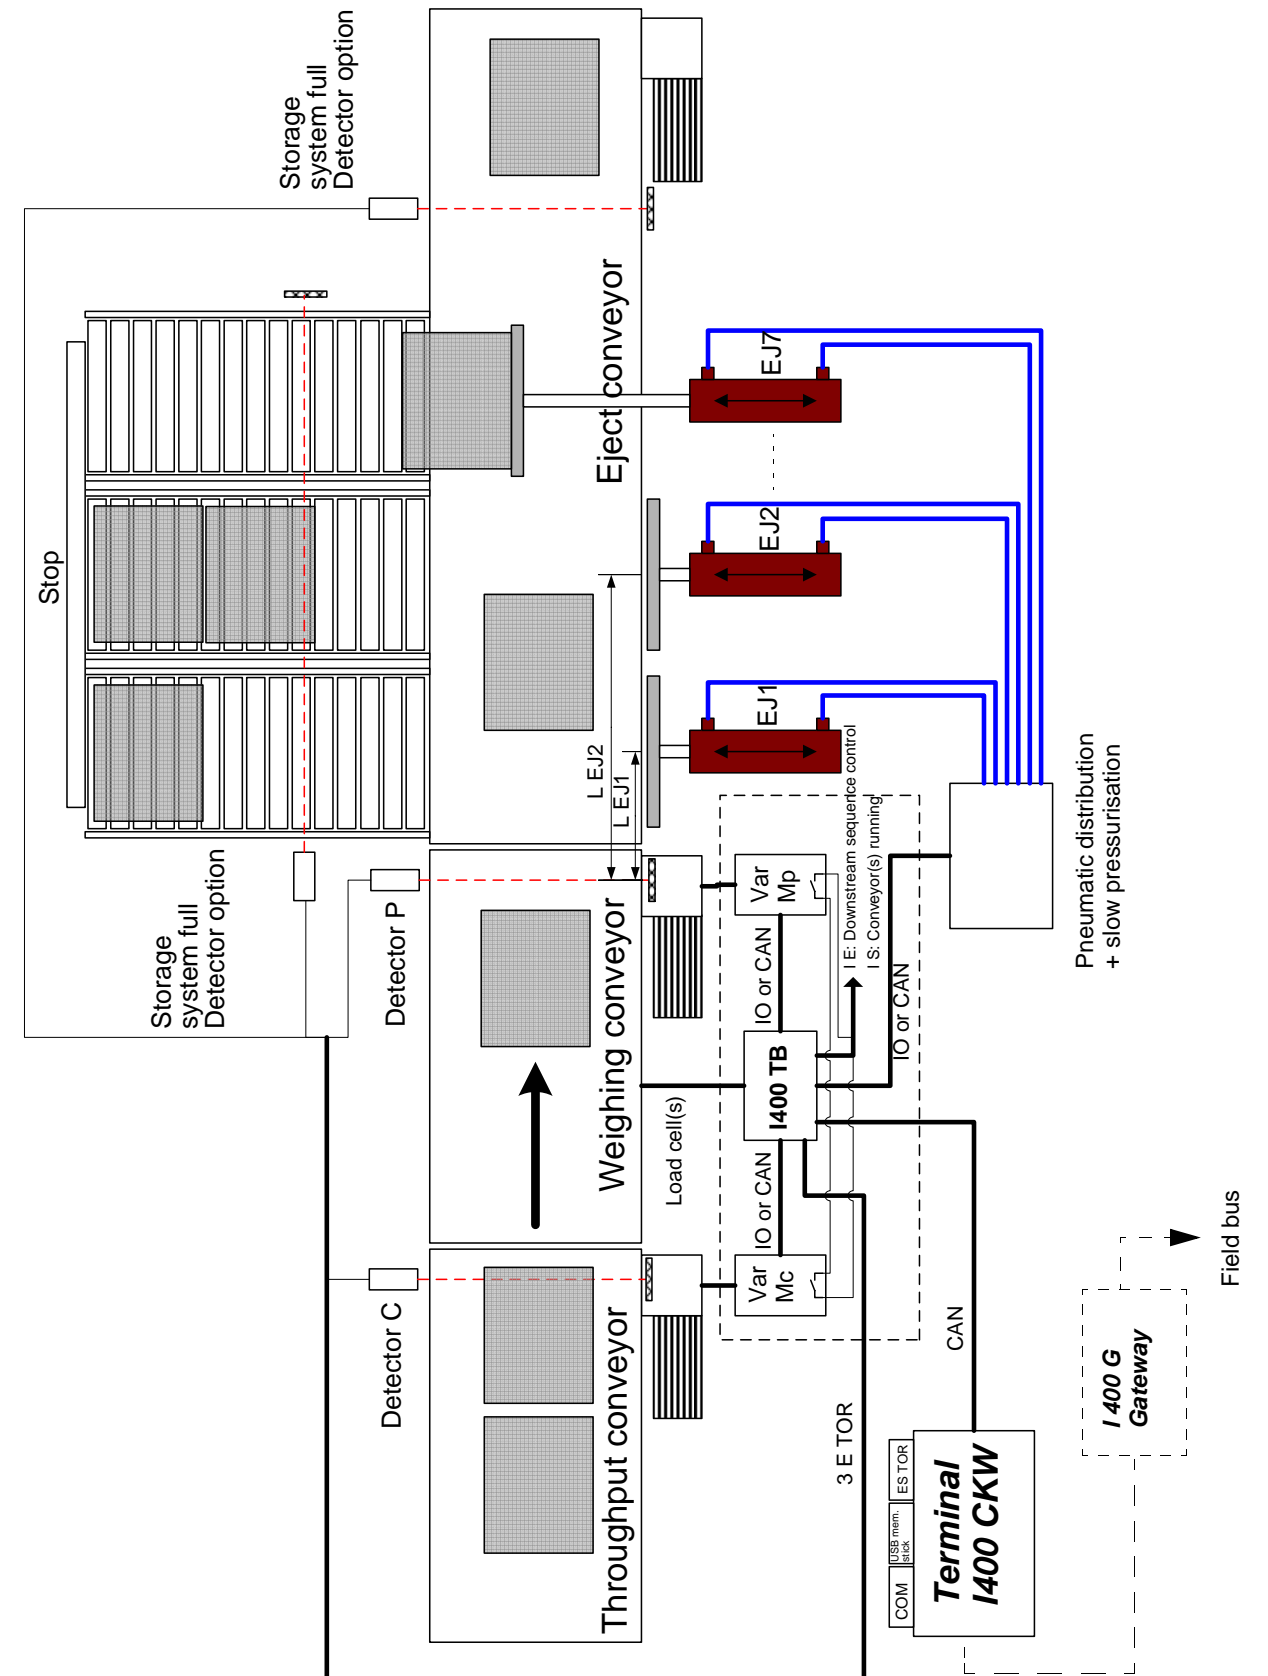 Storage
system full
Detector option
Stop
Eject conveyor
EJ7
EJ2
EJ1
L EJ2
L EJ1
Storage
system full
Detector option
Detector P
Weighing conveyor
Load cell(s)
Var
Mp
IO or CAN
I E: Downstream sequence control
I S: Conveyor(s) running
IO or CAN
Pneumatic distribution
+ slow pressurisation
I400 TB
IO or CAN
Var
Mc
Detector C
Throughput conveyor
3 E TOR
CAN
COM
USB mem.
stick
ES TOR
Terminal
I400 CKW
I 400 G
Gateway
Field bus